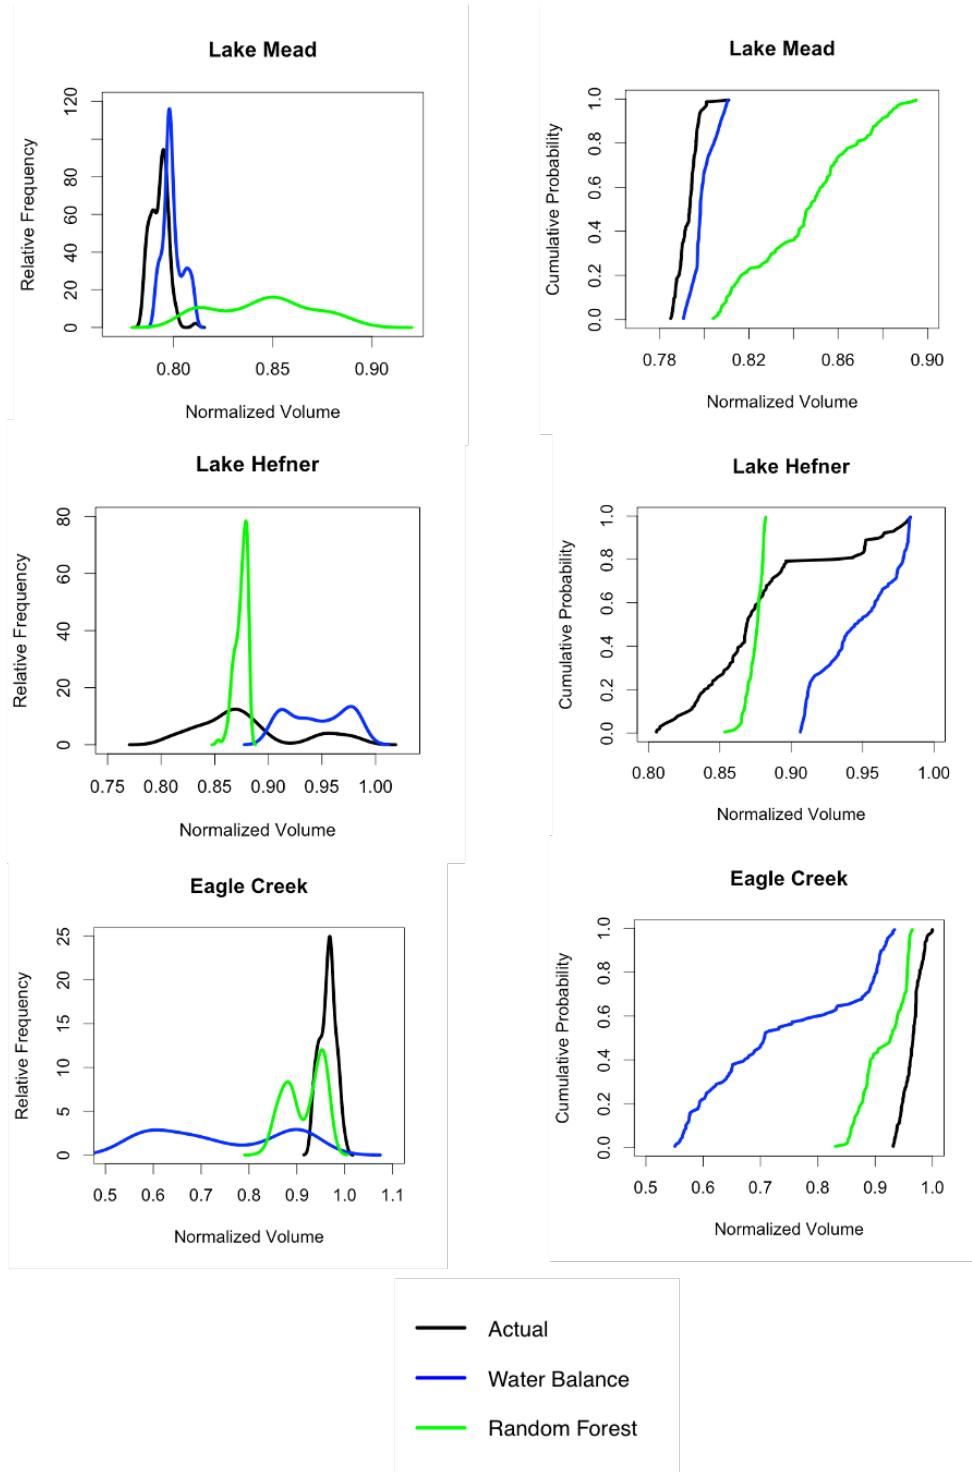 Lake Mead
Relative Frequency
120
80
60
40
20
0
0.80 0.85 0.90
Normalized Volume
Lake Mead
Cumulative Probability
1.0
0.8
0.6
0.4
0.2
0.0
0.78 0.82 0.86 0.90
Normalized Volume
Lake Hefner
Relative Frequency
80
60
40
20
0
0.75 0.80 0.85 0.90 0.95 1.00
Normalized Volume
Lake Hefner
Cumulative Probability
1.0
0.8
0.6
0.4
0.2
0.0
0.80 0.85 0.90 0.95 1.00
Normalized Volume
Eagle Creek
Relative Frequency
25
20
15
10
5
0
0.5 0.6 0.7 0.8 0.9 1.0 1.1
Normalized Volume
Eagle Creek
Cumulative Probability
1.0
0.8
0.6
0.4
0.2
0.0
0.5 0.6 0.7 0.8 0.9 1.0
Normalized Volume
Actual
Water Balance
Random Forest